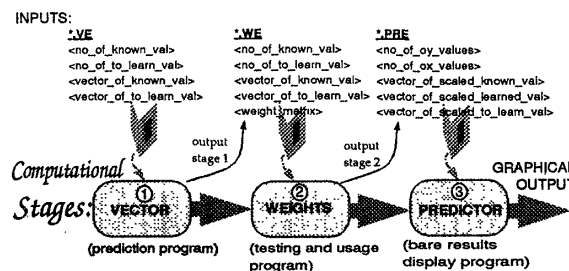 INPUTS:
*.VE
<no_of_known_val>
<no_of_to_learn_val>
<vector_of_known_val>
<vector_of_to_learn_val>
*.WE
<no_of_known_val>
<no_of_to_learn_val>
<vector_of_known_val>
<vector_of_to_learn_val>
<weight_matrix>
*.PRE
<no_of_oy_values>
<no_of_ox_values>
<vector_of_scaled_known_val>
<vector_of_scaled_learned_val>
<vector_of_scaled_to_learn_val>
output
stage 1
output
stage 2
Computational
Stages:
1
VECTOR
(prediction program)
2
WEIGHTS
(testing and usage
program)
3
PREDICTOR
(bare results
display program)
GRAPHICAL
OUTPUT